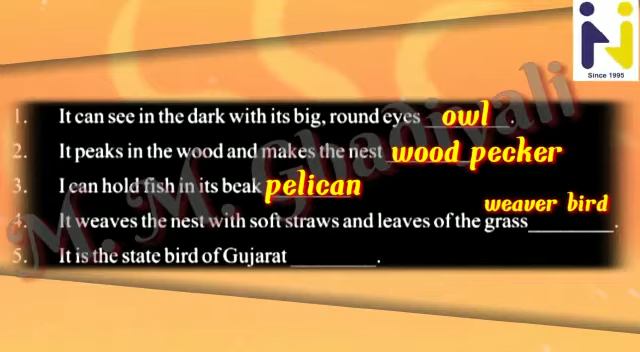 Since 1995
1. It can see in the dark with its big, round eyes owl.
2. It peaks in the wood and makes the nest wood pecker
3. I can hold fish in its beak pelican
weaver bird
4. It weaves the nest with soft straws and leaves of the grass_________.
5. It is the state bird of Gujarat _________.
M. M. Ghadiyali